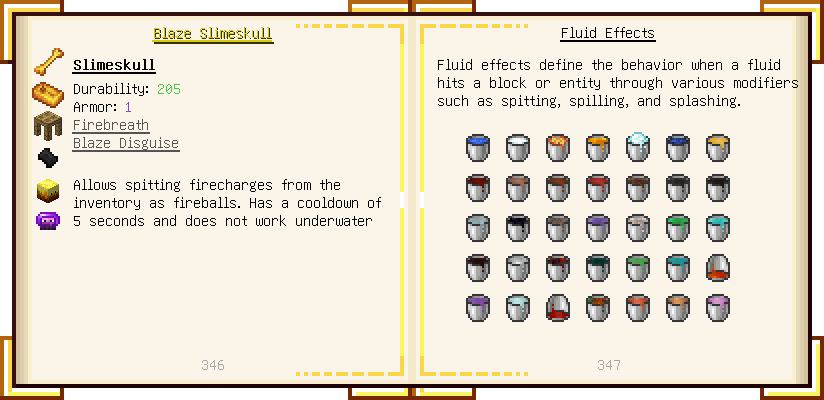 Blaze Slimeskull
Slimeskull
Durability: 205
Armor: 1
Firebreath
Blaze Disguise
Allows spitting firecharges from the
inventory as fireballs. Has a cooldown of
5 seconds and does not work underwater
346
Fluid Effects
Fluid effects define the behavior when a fluid
hits a block or entity through various modifiers
such as spitting, spilling, and splashing.
347